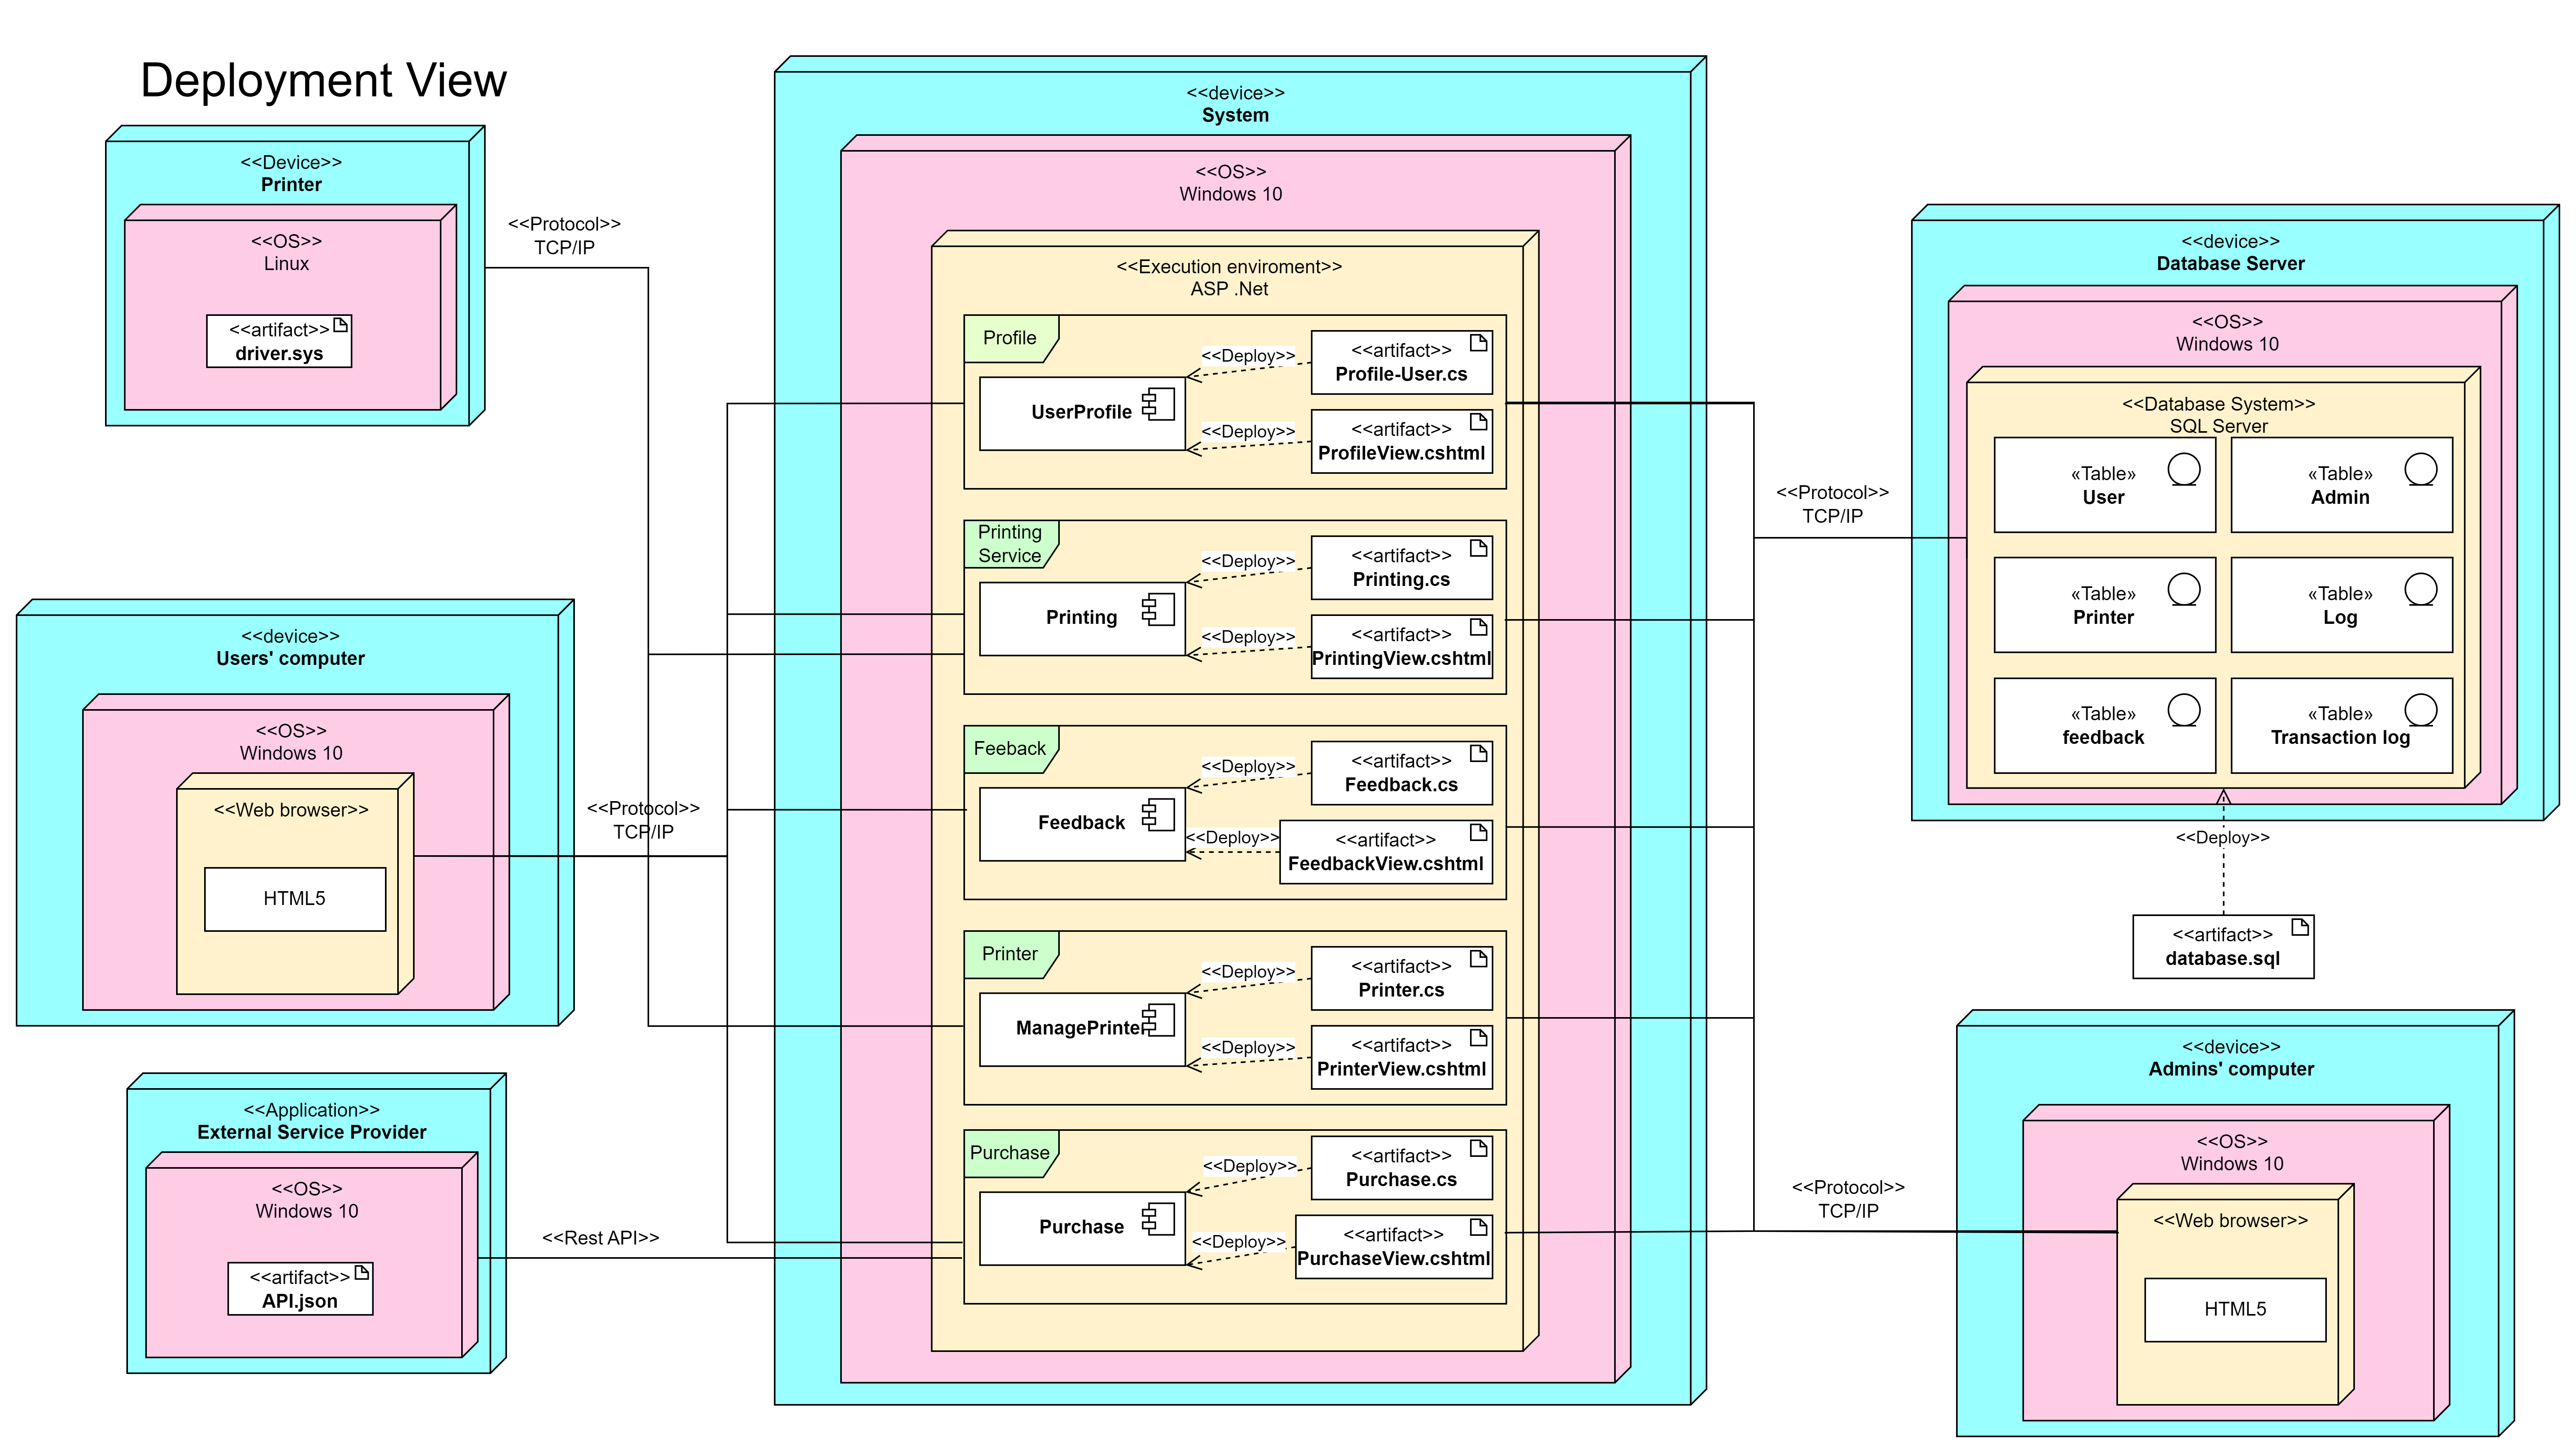 Deployment View
<<Device>>
Printer
<<OS>>
Linux
<<artifact>>
driver.sys
<<Protocol>>
TCP/IP
<<device>>
Users' computer
<<OS>>
Windows 10
<<Web browser>>
HTML5
<<Protocol>>
TCP/IP
<<Application>>
External Service Provider
<<OS>>
Windows 10
<<artifact>>
API.json
<<Rest API>>
<<device>>
System
<<OS>>
Windows 10
<<Execution enviroment>>
ASP .Net
Profile
UserProfile
<<Deploy>>
<<Deploy>>
<<artifact>>
Profile-User.cs
<<artifact>>
ProfileView.cshtml
Printing
Service
Printing
<<Deploy>>
<<Deploy>>
<<artifact>>
Printing.cs
<<artifact>>
PrintingView.cshtml
Feeback
Feedback
<<Deploy>>
<<Deploy>>
<<artifact>>
Feedback.cs
<<artifact>>
FeedbackView.cshtml
Printer
ManagePrinter
<<Deploy>>
<<Deploy>>
<<artifact>>
Printer.cs
<<artifact>>
PrinterView.cshtml
Purchase
Purchase
<<Deploy>>
<<Deploy>>
<<artifact>>
Purchase.cs
<<artifact>>
PurchaseView.cshtml
<<Protocol>>
TCP/IP
<<device>>
Database Server
<<OS>>
Windows 10
<<Database System>>
SQL Server
«Table»
User
«Table»
Admin
«Table»
Printer
«Table»
Log
«Table»
feedback
«Table»
Transaction log
<<Deploy>>
<<artifact>>
database.sql
<<Protocol>>
TCP/IP
<<device>>
Admins' computer
<<OS>>
Windows 10
<<Web browser>>
HTML5